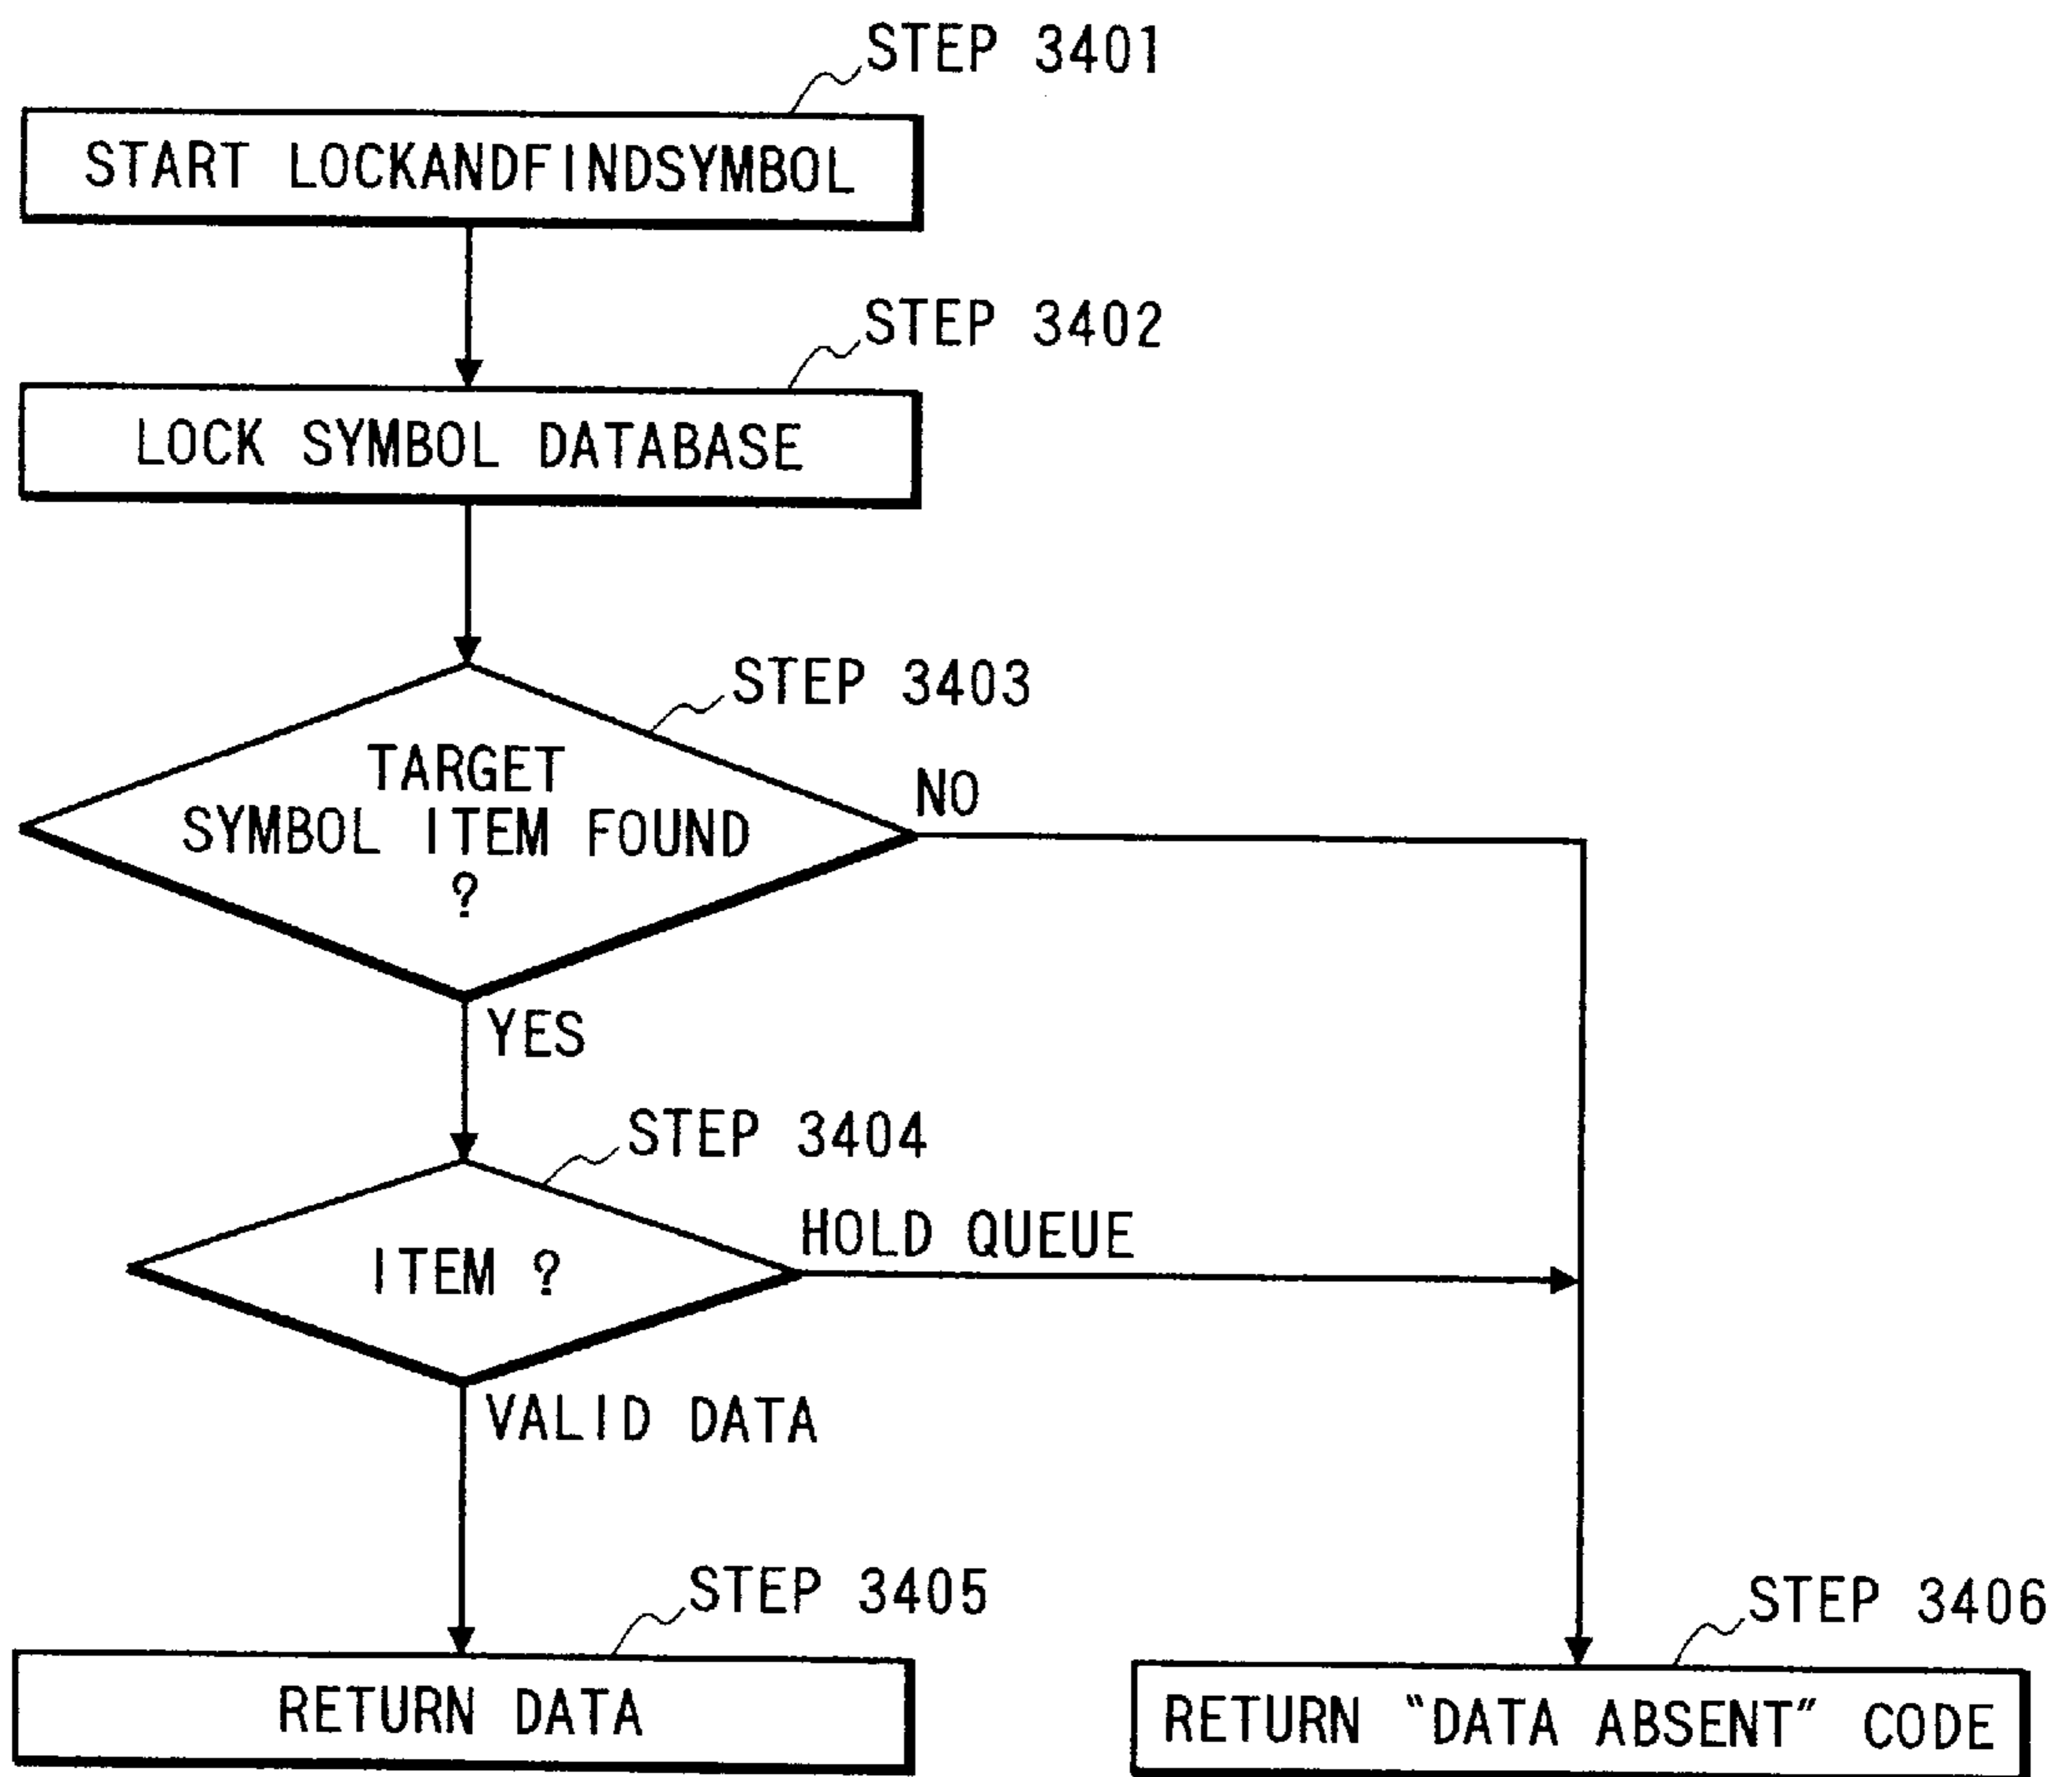 STEP 3401
START LOCKANDFINDSYMBOL
STEP 3402
LOCK SYMBOL DATABASE
STEP 3403
TARGET
SYMBOL ITEM FOUND
?
NO
YES
STEP 3404
ITEM ?
HOLD QUEUE
VALID DATA
STEP 3405
RETURN DATA
STEP 3406
RETURN “DATA ABSENT” CODE